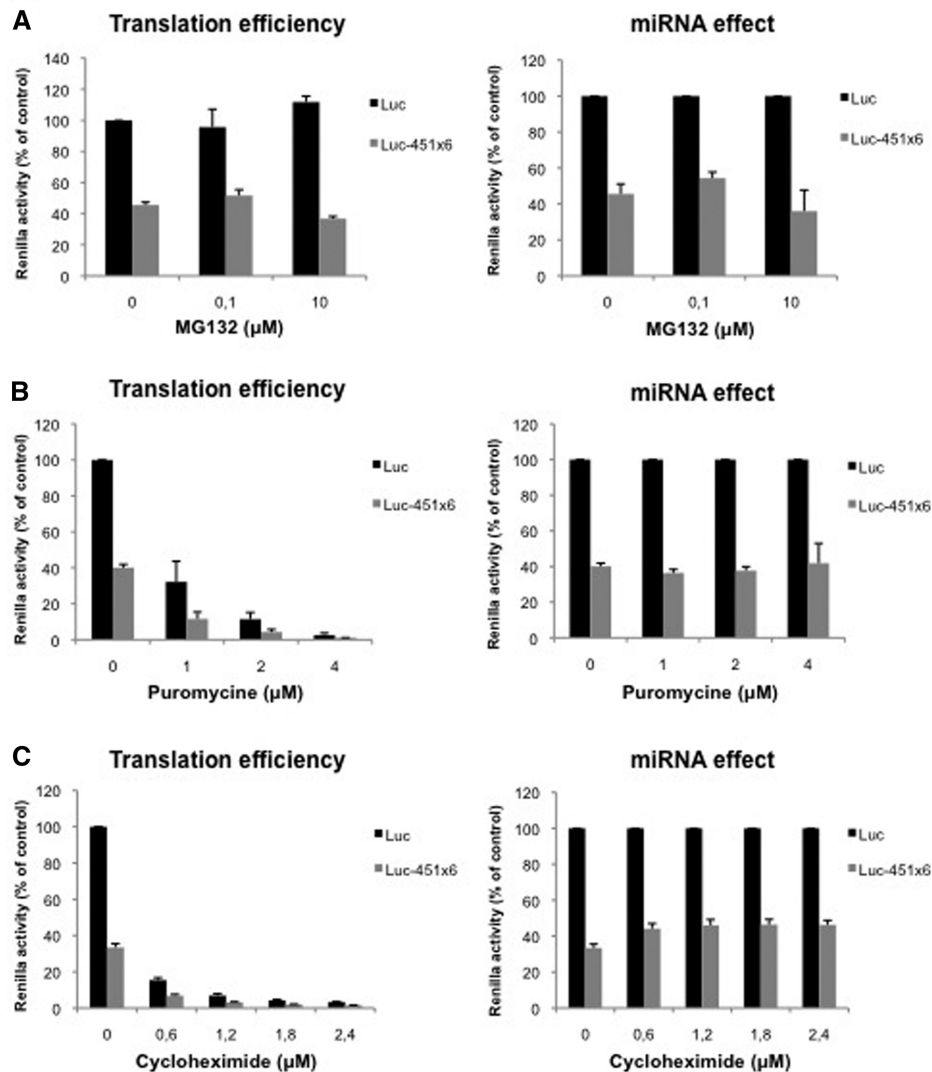 A
Translation efficiency
Renilla activity (% of control)
140
120
100
80
60
40
20
0
Luc
Luc-451x6
0 0,1 10
MG132 (µM)
miRNA effect
Renilla activity (% of control)
120
100
80
60
40
20
0
Luc
Luc-451x6
0 0,1 10
MG132 (µM)
B
Translation efficiency
Renilla activity (% of control)
120
100
80
60
40
20
0
Luc
Luc-451x6
0 1 2 4
Puromycine (µM)
miRNA effect
Renilla activity (% of control)
120
100
80
60
40
20
0
Luc
Luc-451x6
0 1 2 4
Puromycine (µM)
C
Translation efficiency
Renilla activity (% of control)
120
100
80
60
40
20
0
Luc
Luc-451x6
0 0,6 1,2 1,8 2,4
Cycloheximide (µM)
miRNA effect
Renilla activity (% of control)
120
100
80
60
40
20
0
Luc
Luc-451x6
0 0,6 1,2 1,8 2,4
Cycloheximide (µM)